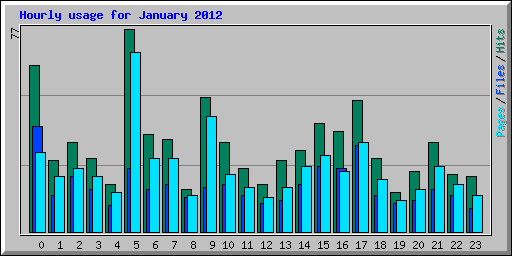 Hourly usage for January 2012
77
Pages/Files/Hits
0 1 2 3 4 5 6 7 8 9 10 11 12 13 14 15 16 17 18 19 20 21 22 23